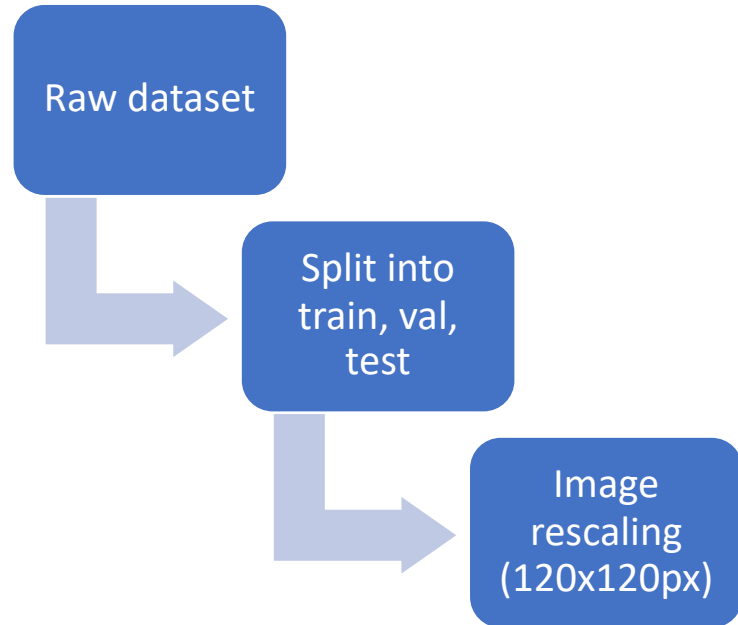 Raw dataset
Split into
train, val,
test
Image
rescaling
(120x120px)